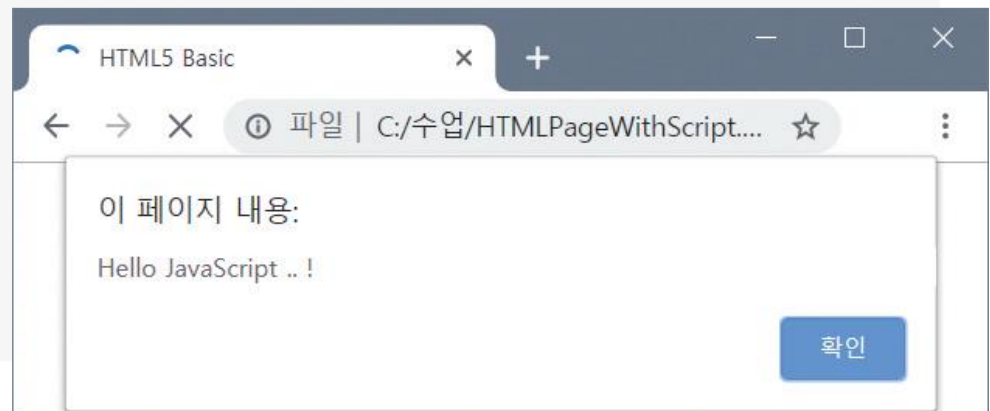 HTML5 Basic
파일 | C:/수업/HTMLPageWithScript....
이 페이지 내용:
Hello JavaScript .. !
확인